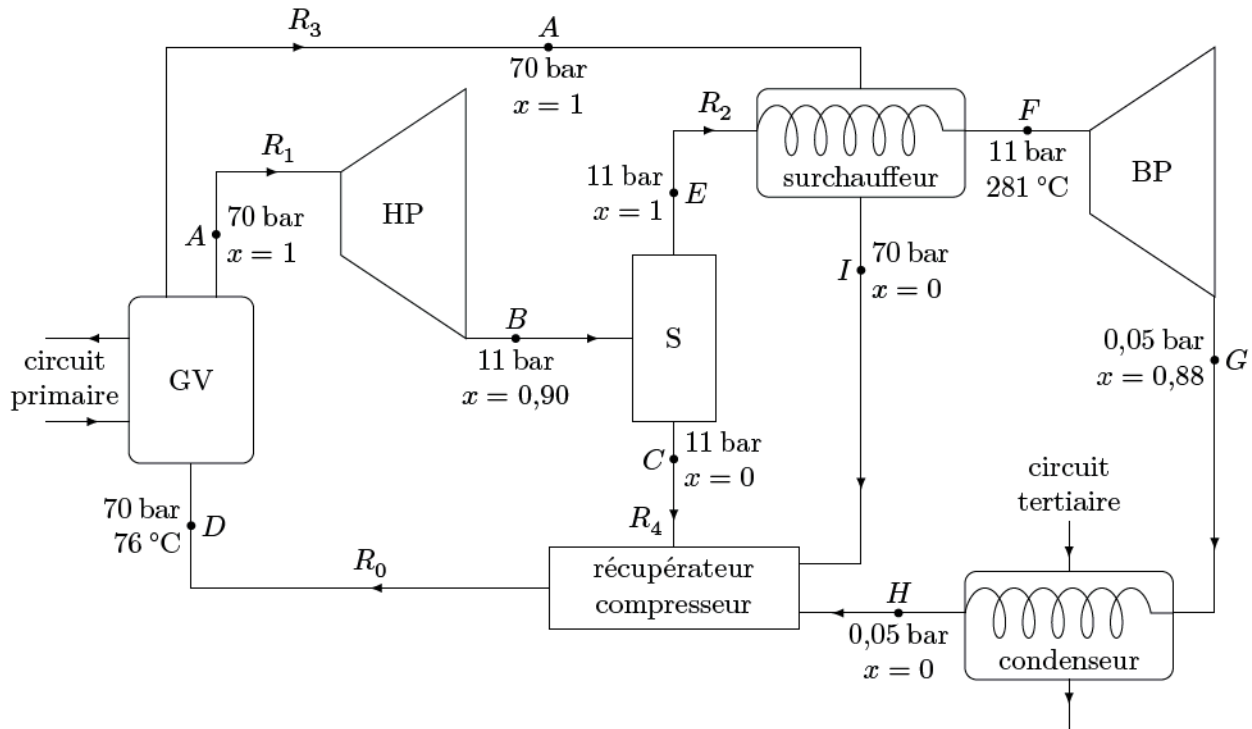 R₃
A
70 bar
x = 1
R₁
A
70 bar
x = 1
HP
R₂
11 bar
x = 1
E
surchauffeur
F
11 bar
281 °C
BP
I
70 bar
x = 0
B
11 bar
x = 0,90
S
C
11 bar
x = 0
R₄
0,05 bar
x = 0,88
G
circuit
primaire
GV
70 bar
76 °C
D
R₀
récupérateur
compresseur
H
0,05 bar
x = 0
circuit
tertiaire
condenseur